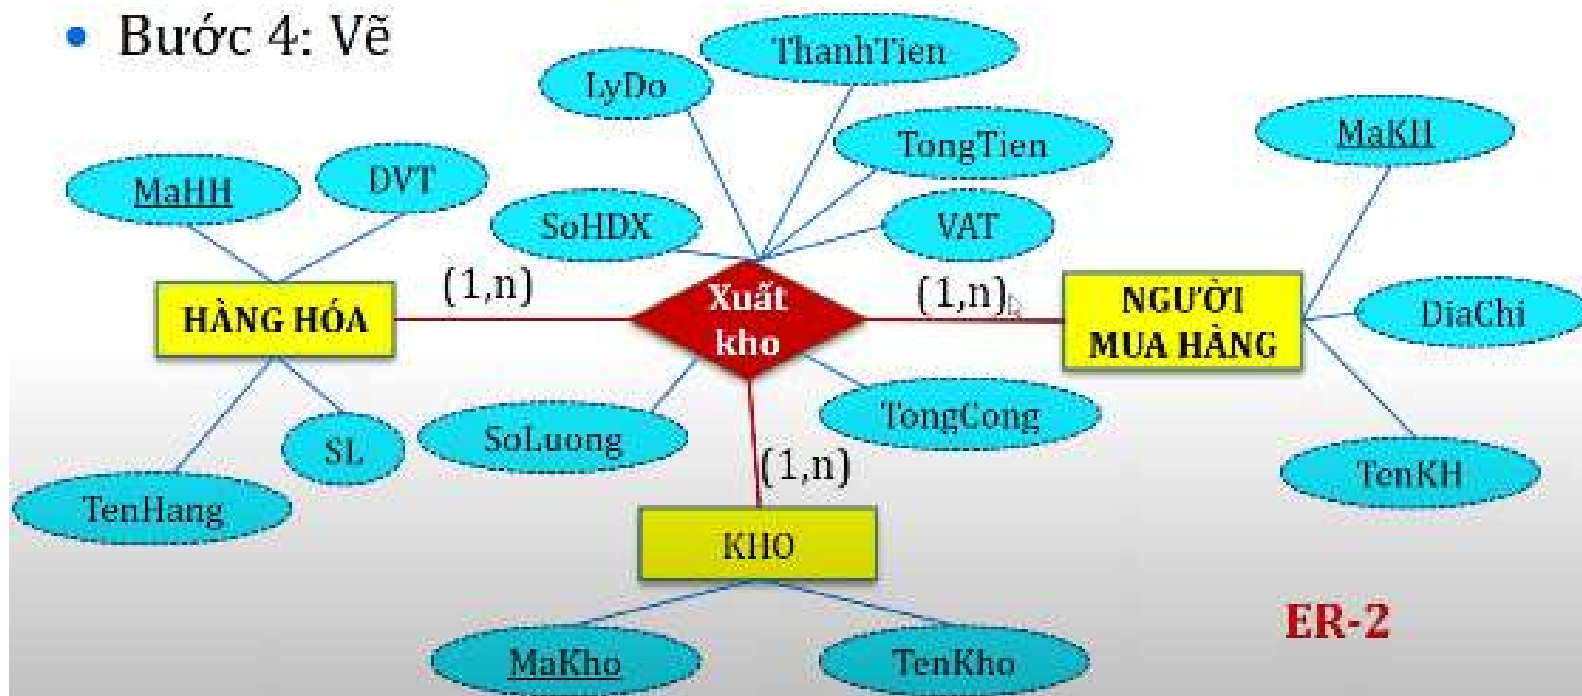 • Bước 4: Vẽ
ThanhTien
LyDo
MaKH
TongTien
MaHH
DVT
SoHDX
VAT
(1,n)
(1,n)
HÀNG HÓA
Xuất
kho
NGƯỜI
MUA HÀNG
DiaChi
SoLuong
TongCong
SL
TenHang
(1,n)
TenKH
KHO
ER-2
MaKho
TenKho